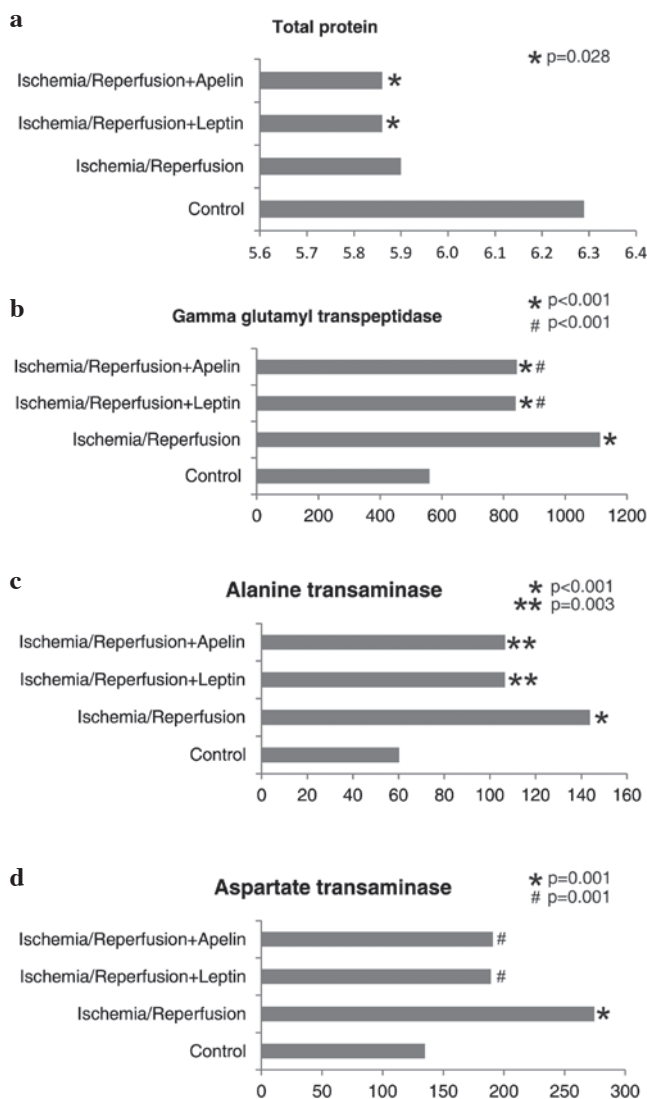 a
Total protein
* p=0.028
Ischemia/Reperfusion+Apelin *
Ischemia/Reperfusion+Leptin *
Ischemia/Reperfusion
Control
5.6 5.7 5.8 5.9 6.0 6.2 6.3 6.3 6.4
b
Gamma glutamyl transpeptidase
* p<0.001
# p<0.001
Ischemia/Reperfusion+Apelin *#
Ischemia/Reperfusion+Leptin *#
Ischemia/Reperfusion *
Control
0 200 400 600 800 1000 1200
c
Alanine transaminase
* p<0.001
** p=0.003
Ischemia/Reperfusion+Apelin **
Ischemia/Reperfusion+Leptin **
Ischemia/Reperfusion *
Control
0 20 40 60 80 100 120 140 160
d
Aspartate transaminase
* p=0.001
# p=0.001
Ischemia/Reperfusion+Apelin #
Ischemia/Reperfusion+Leptin #
Ischemia/Reperfusion *
Control
0 50 100 150 200 250 300